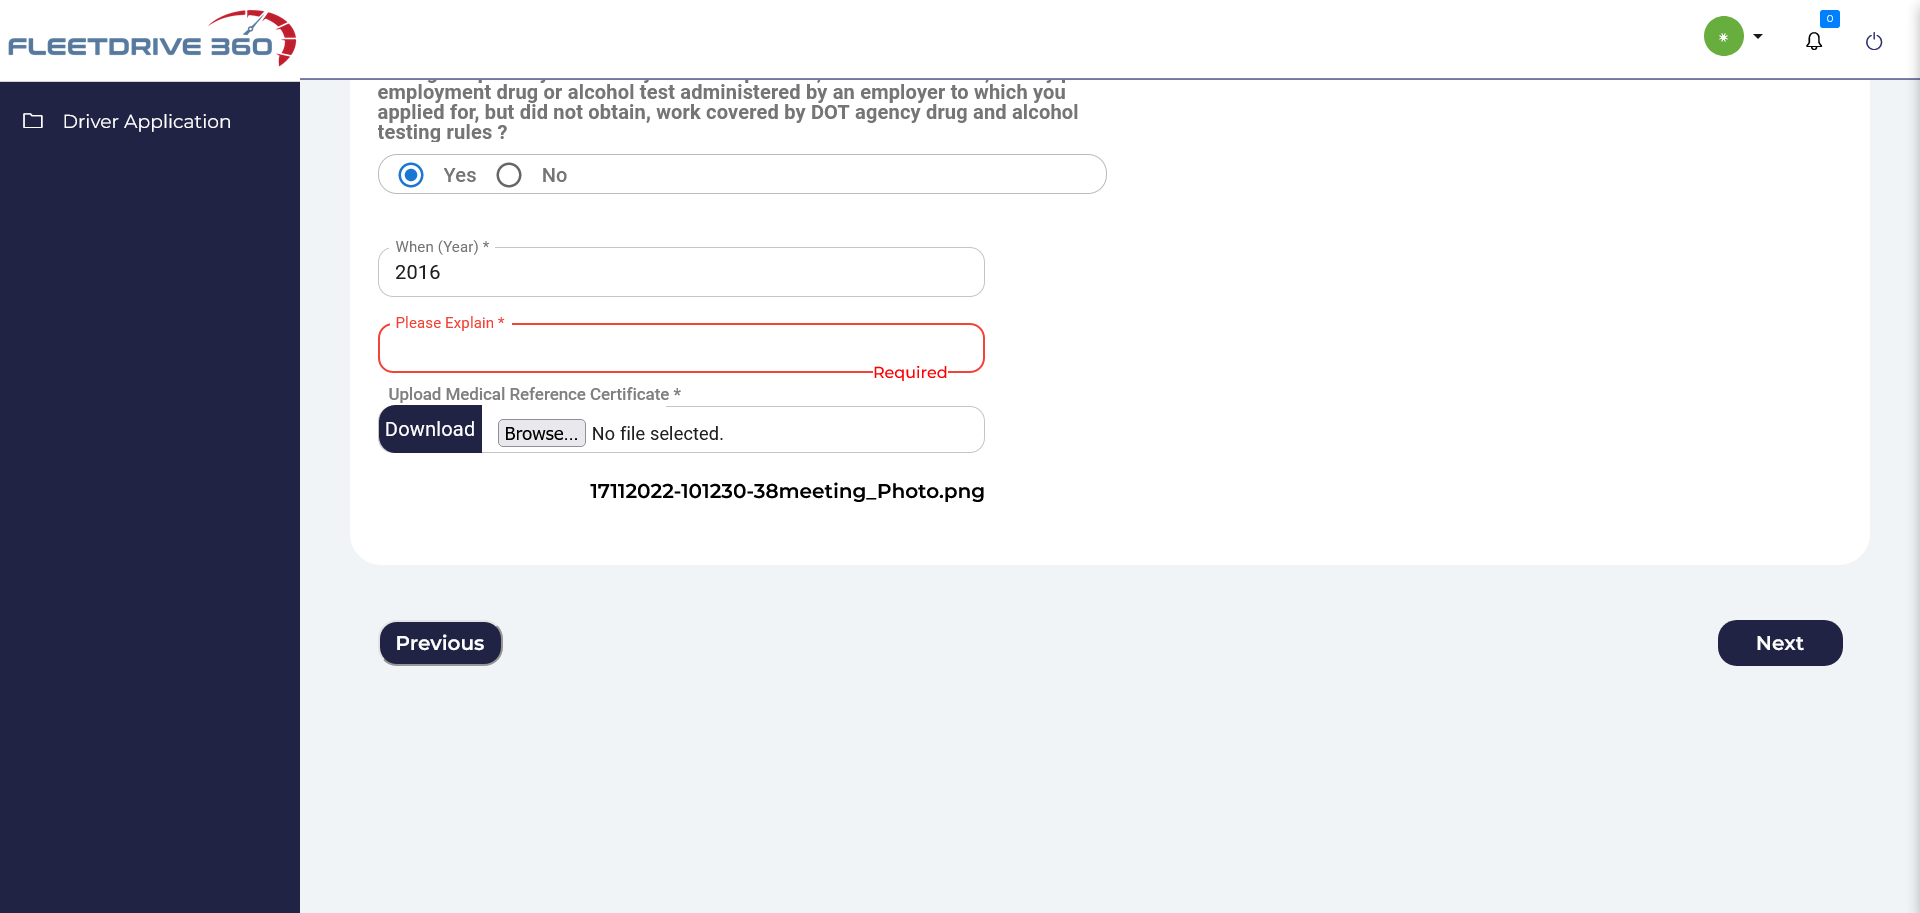 FLEETDRIVE 360
0
Driver Application
employment drug or alcohol test administered by an employer to which you
applied for, but did not obtain, work covered by DOT agency drug and alcohol
testing rules ?
Yes
No
When (Year) *
2016
Please Explain *
Required
Upload Medical Reference Certificate *
Download
Browse...
No file selected.
17112022-101230-38meeting_Photo.png
Previous
Next